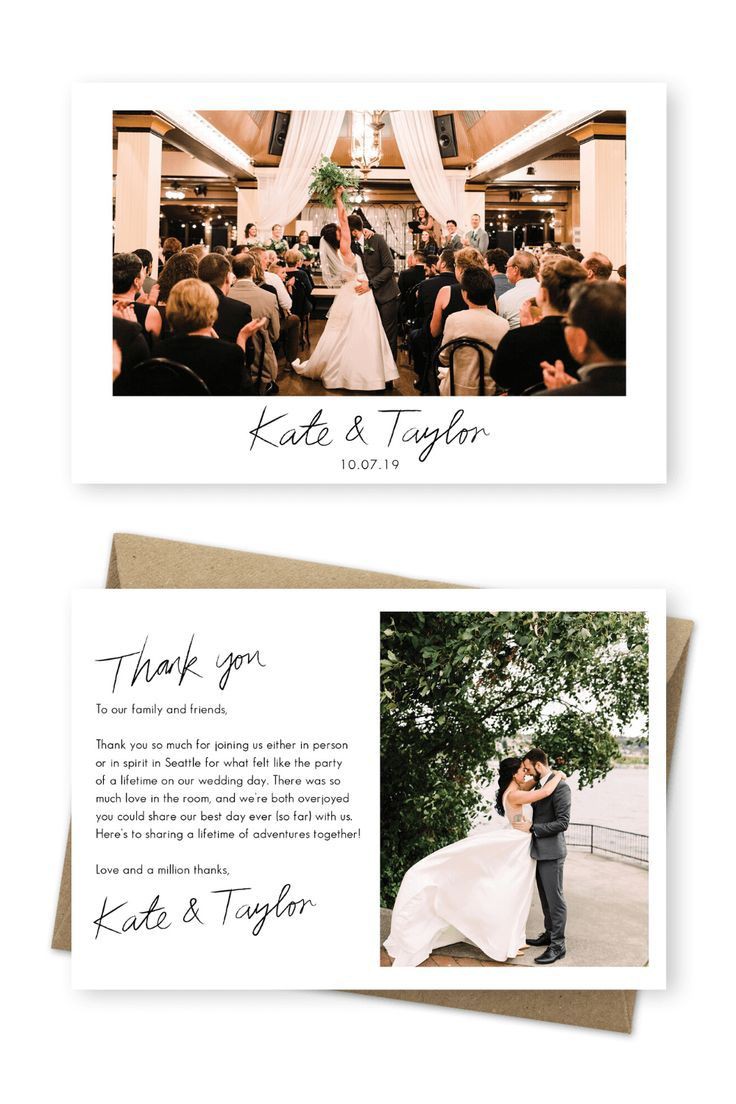 Kate & Taylor
10.07.19
Thank you
To our family and friends,
Thank you so much for joining us either in person
or in spirit in Seattle for what felt like the party
of a lifetime on our wedding day. There was so
much love in the room, and we're both overjoyed
you could share our best day ever (so far) with us.
Here's to sharing a lifetime of adventures together!
Love and a million thanks,
Kate & Taylor